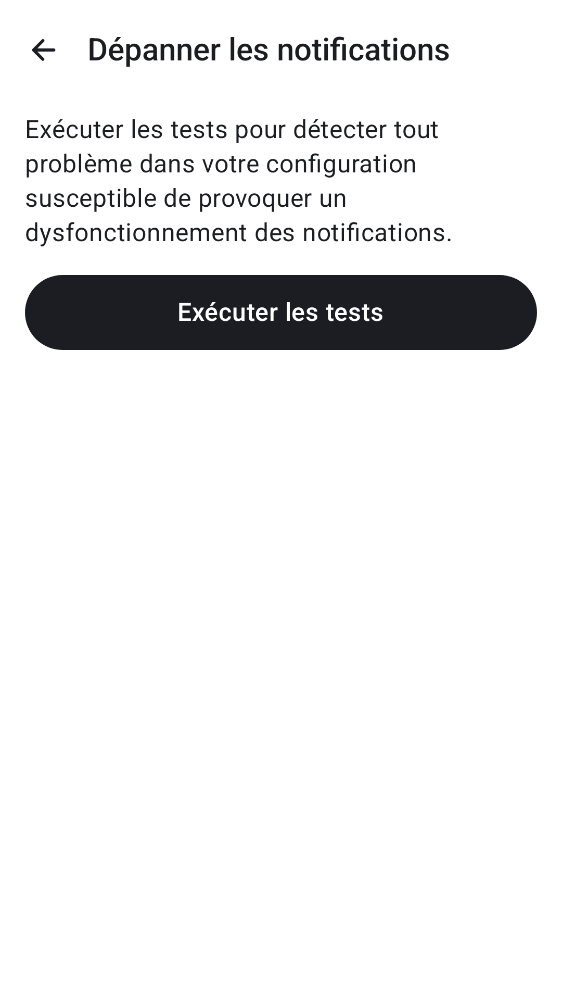 Dépanner les notifications
Exécuter les tests pour détecter tout
problème dans votre configuration
susceptible de provoquer un
dysfonctionnement des notifications.
Exécuter les tests